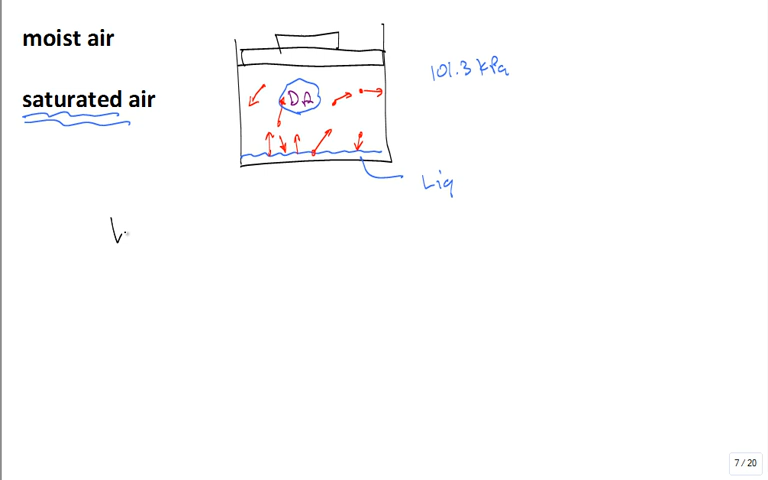 moist air
101.3 kPa
saturated air
DA
Liq
7 / 20